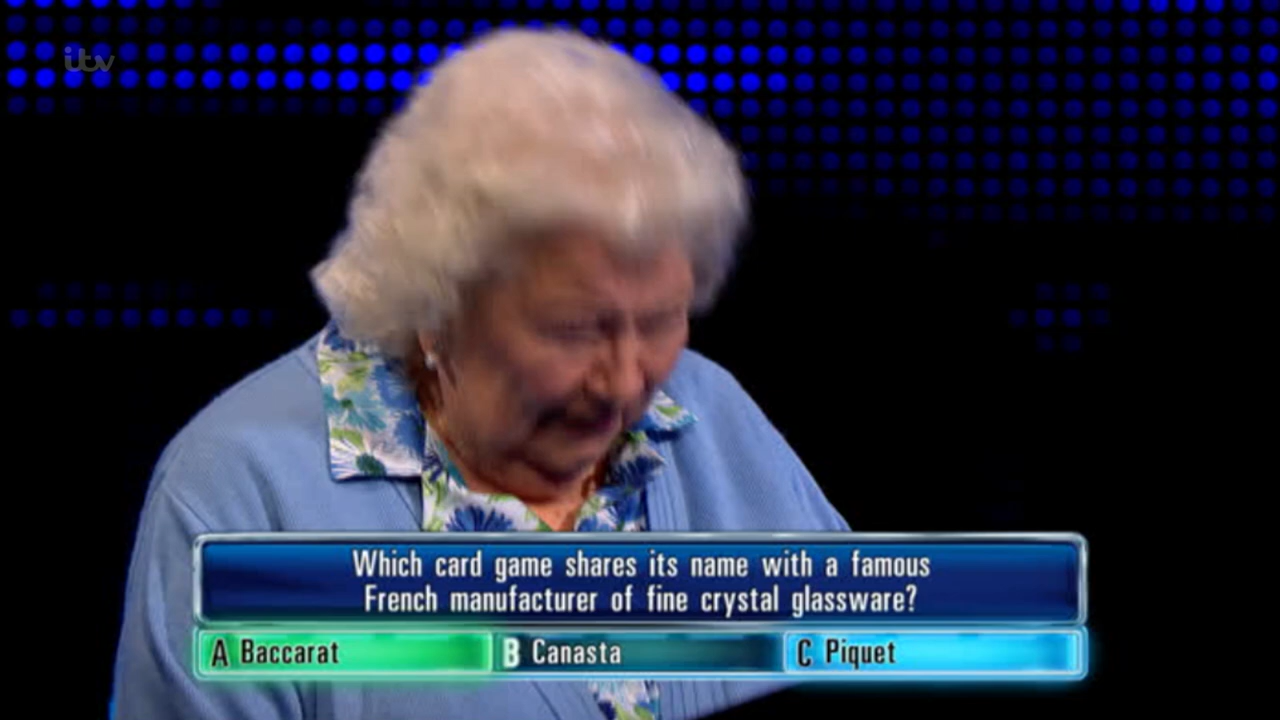 itv
Which card game shares its name with a famous
French manufacturer of fine crystal glassware?
A Baccarat B Canasta C Piquet